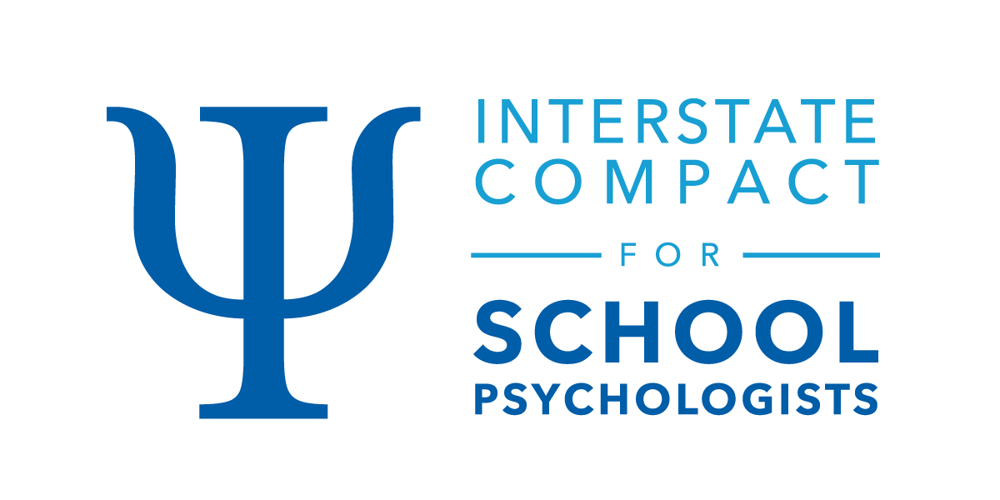 Ψ
INTERSTATE
COMPACT
FOR
SCHOOL
PSYCHOLOGISTS